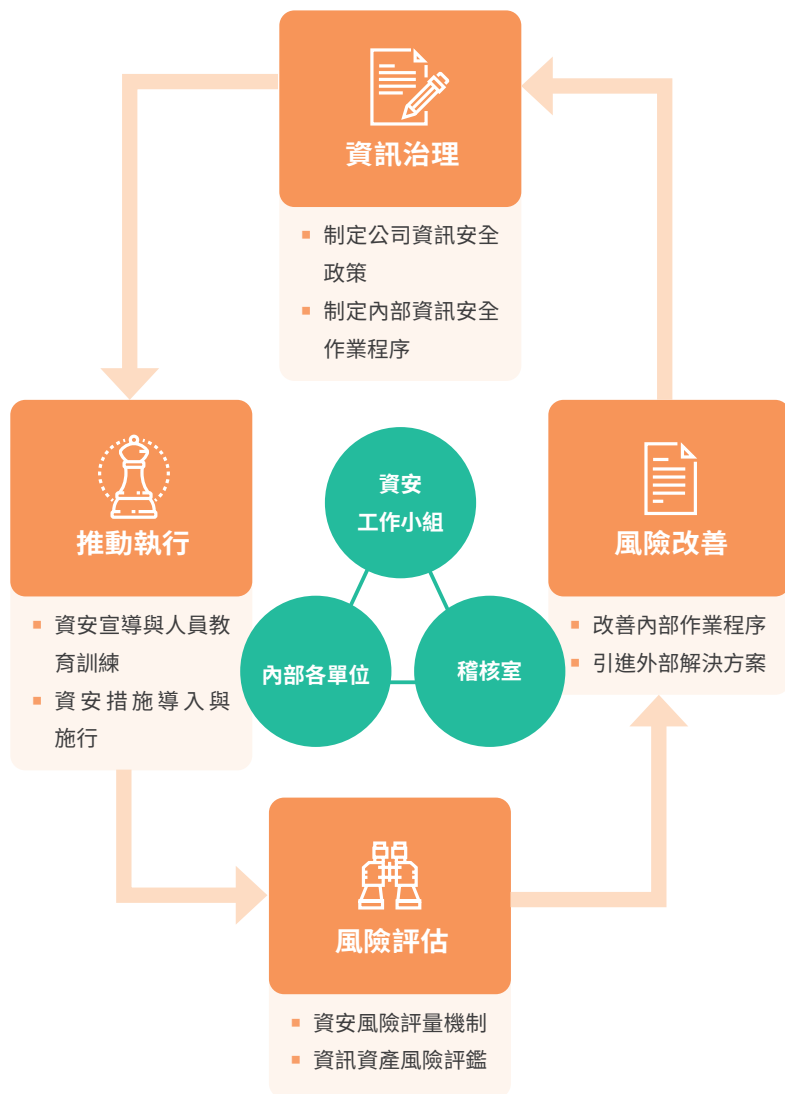 資訊治理
制定公司資訊安全
政策
制定內部資訊安全
作業程序
推動執行
資安宣導與人員教
育訓練
資安措施導入與
施行
資安
工作小組
內部各單位
稽核室
風險改善
改善內部作業程序
引進外部解決方案
風險評估
資安風險評量機制
資訊資產風險評鑑